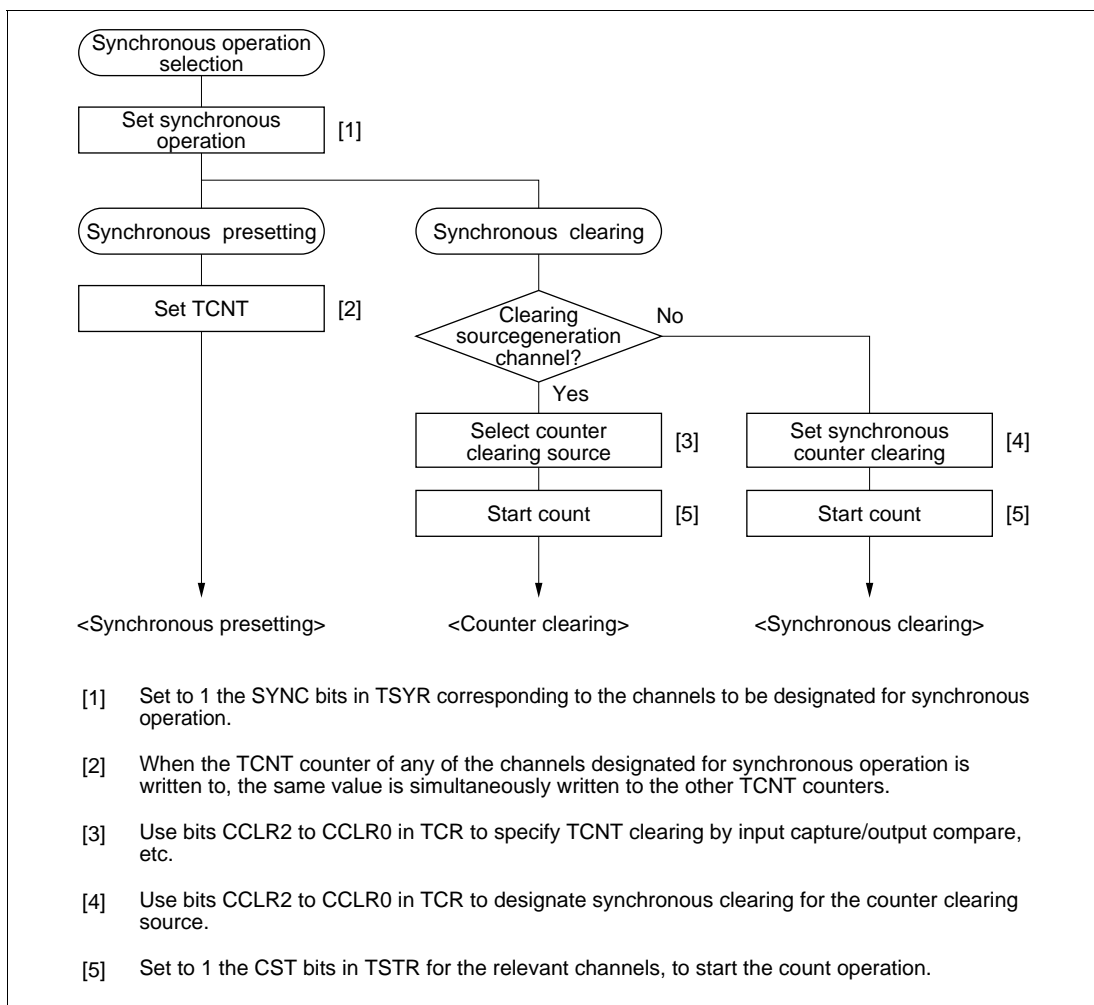 Synchronous operation
selection
Set synchronous
operation
[1]
Synchronous presetting
Synchronous clearing
Set TCNT
[2]
Clearing
sourcegeneration
channel?
No
Yes
Select counter
clearing source
[3]
Set synchronous
counter clearing
[4]
Start count
[5]
Start count
[5]
<Synchronous presetting>
<Counter clearing>
<Synchronous clearing>
[1] Set to 1 the SYNC bits in TSYR corresponding to the channels to be designated for synchronous
operation.
[2] When the TCNT counter of any of the channels designated for synchronous operation is
written to, the same value is simultaneously written to the other TCNT counters.
[3] Use bits CCLR2 to CCLR0 in TCR to specify TCNT clearing by input capture/output compare,
etc.
[4] Use bits CCLR2 to CCLR0 in TCR to designate synchronous clearing for the counter clearing
source.
[5] Set to 1 the CST bits in TSTR for the relevant channels, to start the count operation.